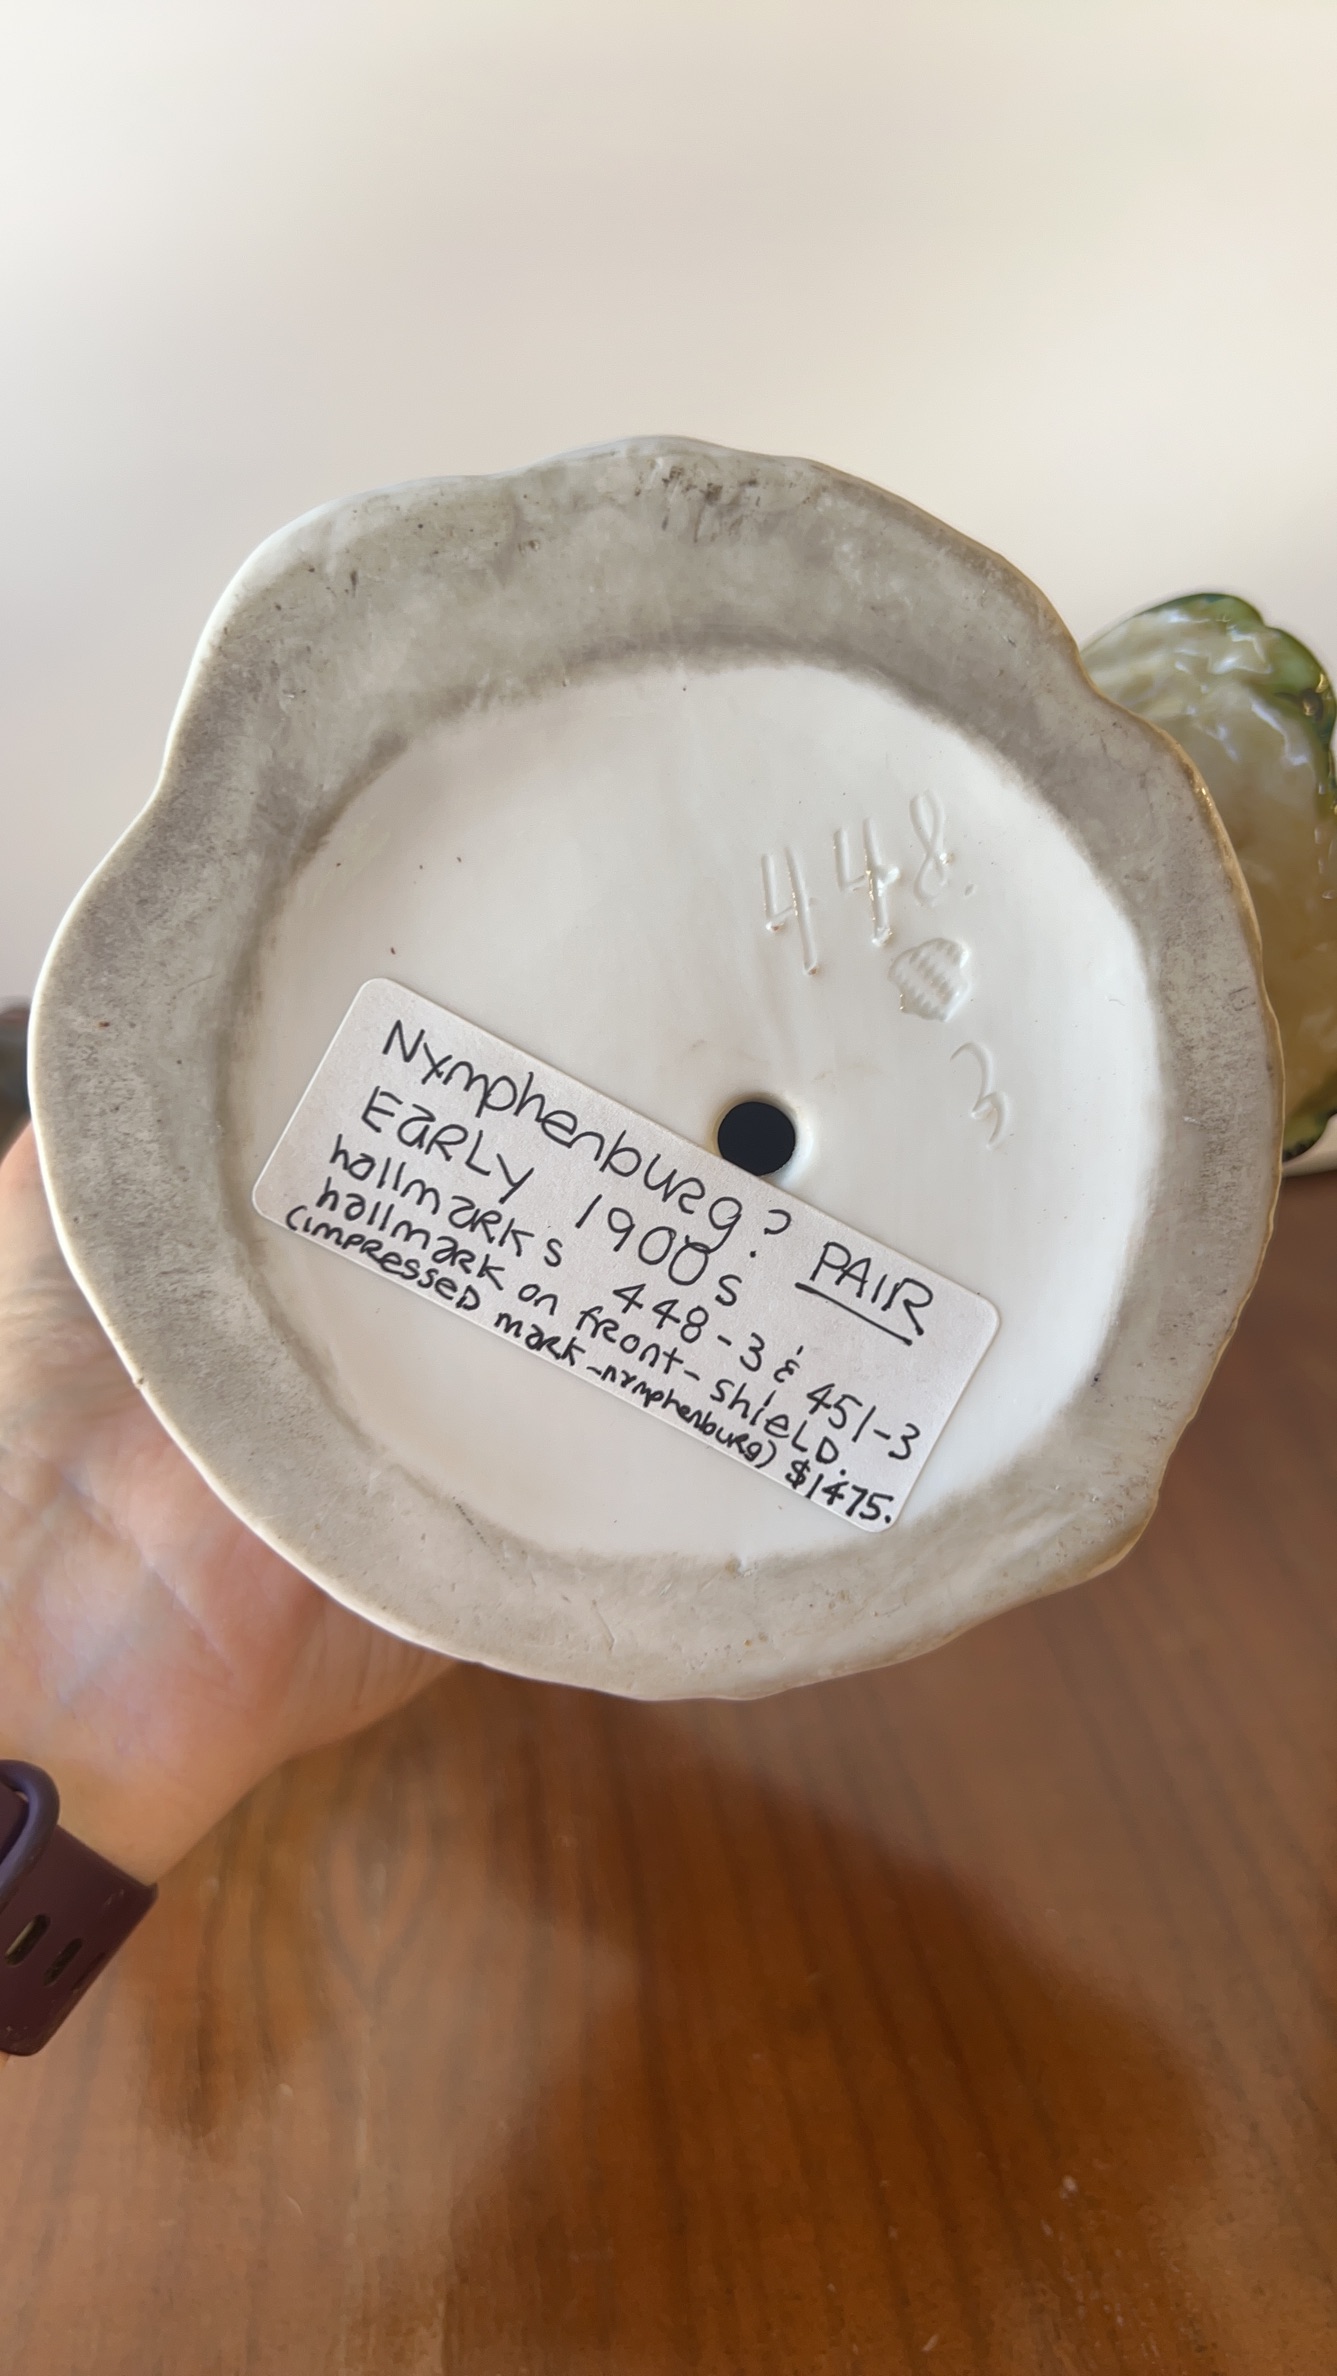 448.
3
Nymphenburg? PAIR
EARLY 1900s
hallmarks 448-3 & 451-3
hallmark on front-shield.
(impressed mark-nymphenburg) $1475.